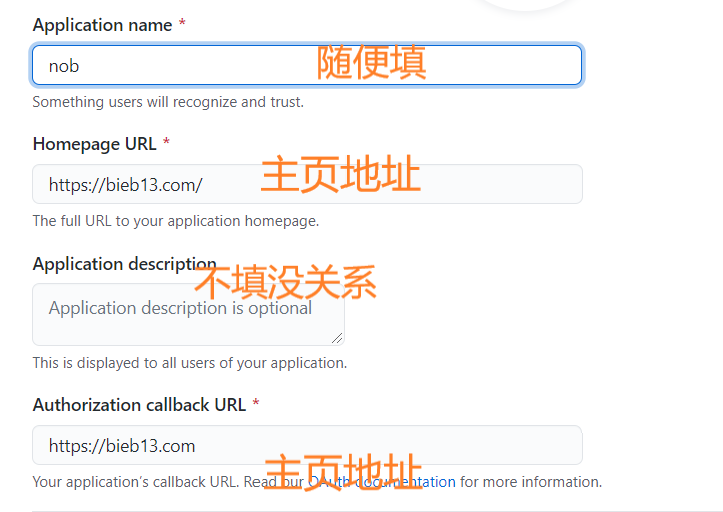 Application name *
nob 随便填
Something users will recognize and trust.
Homepage URL *
https://bieb13.com/ 主页地址
The full URL to your application homepage.
Application description
不填没关系
Application description is optional
This is displayed to all users of your application.
Authorization callback URL *
https://bieb13.com
主页地址
Your application's callback URL. Read our OAuth documentation for more information.